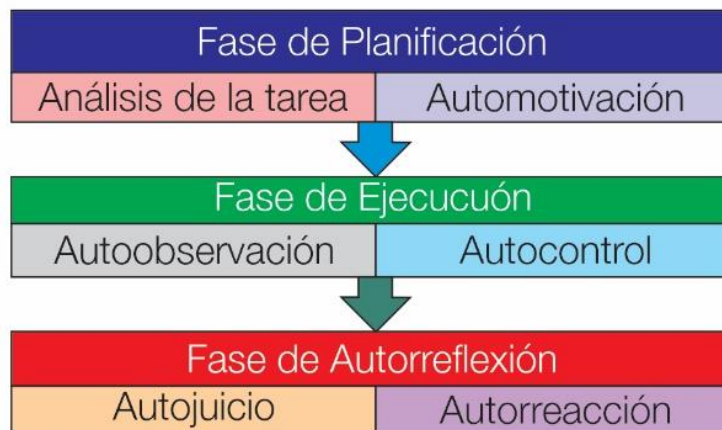 Fase de Planificación
Análisis de la tarea Automotivación
Fase de Ejecucuón
Autoobservación Autocontrol
Fase de Autorreflexión
Autojuicio Autorreacción